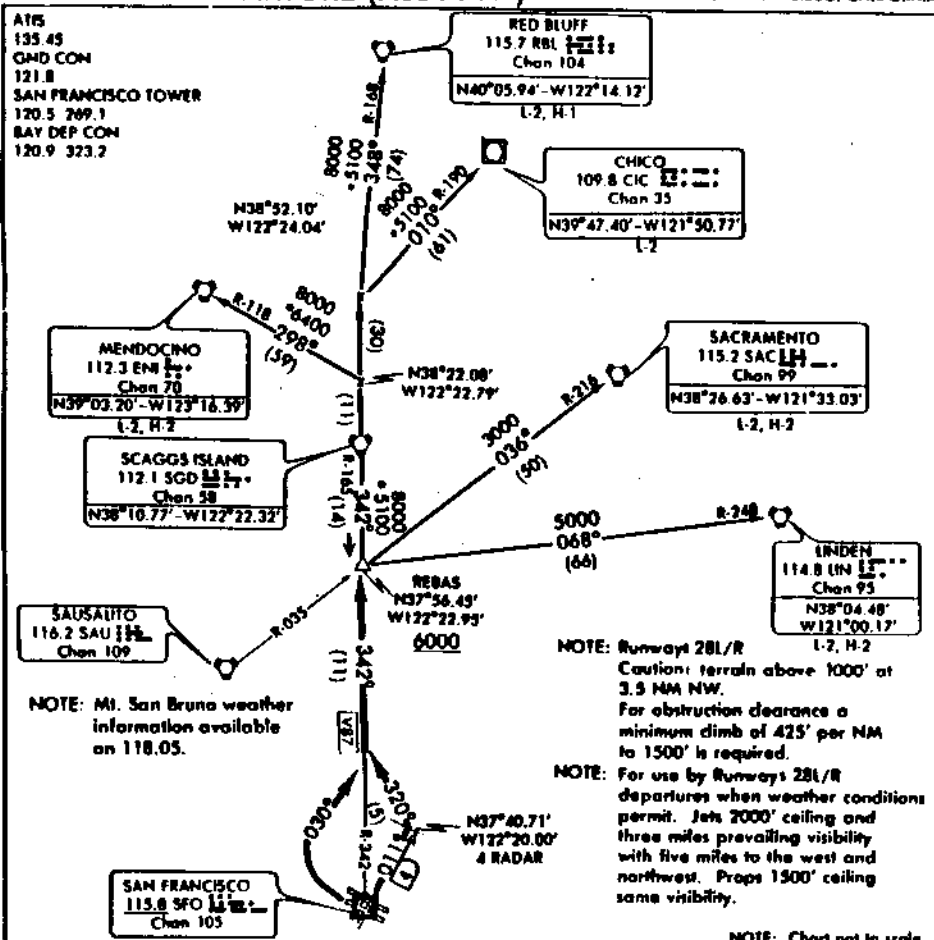 ATIS
135.45
GND CON
121.8
SAN FRANCISCO TOWER
120.5 269.1
BAY DEP CON
120.9 323.2
RED BLUFF
115.7 RBL
Chan 104
N40°05.94'-W122°14.12'
L-2, H-1
R-168
8000
*5100
348°
(74)
CHICO
109.8 CIC
Chan 35
N39°47.40'-W121°50.77'
L-2
R-190
8000
*5100
010°
(61)
N38°52.10'
W122°24.04'
R-118
8000
*6400
298°
(59)
(30)
MENDOCINO
112.3 ENI
Chan 70
N39°03.20'-W123°16.59'
L-2, H-2
N38°22.08'
W122°22.79'
(11)
SACRAMENTO
115.2 SAC
Chan 99
N38°26.63'-W121°33.03'
L-2, H-2
R-216
3000
036°
(50)
SCAGGS ISLAND
112.1 SGD
Chan 58
N38°10.77'-W122°22.32'
R-165
(14)
342°
8000
*5100
R-248
5000
068°
(66)
LINDEN
114.8 LIN
Chan 95
N38°04.48'
W121°00.17'
L-2, H-2
REBAS
N37°56.45'
W122°22.95'
6000
SAUSALITO
116.2 SAU
Chan 109
R-035
NOTE: Mt. San Bruno weather
information available
on 118.05.
342°
(11)
V87
NOTE: Runways 28L/R
Caution: terrain above 1000' at
3.5 NM NW.
For obstruction clearance a
minimum climb of 425' per NM
to 1500' is required.
NOTE: For use by Runways 28L/R
departures when weather conditions
permit. Jets 2000' ceiling and
three miles prevailing visibility
with five miles to the west and
northwest. Props 1500' ceiling
same visibility.
030°
(5)
R-342
320°
011°
4
N37°40.71'
W122°20.00'
4 RADAR
SAN FRANCISCO
115.8 SFO
Chan 105
NOTE: Chart not to scale